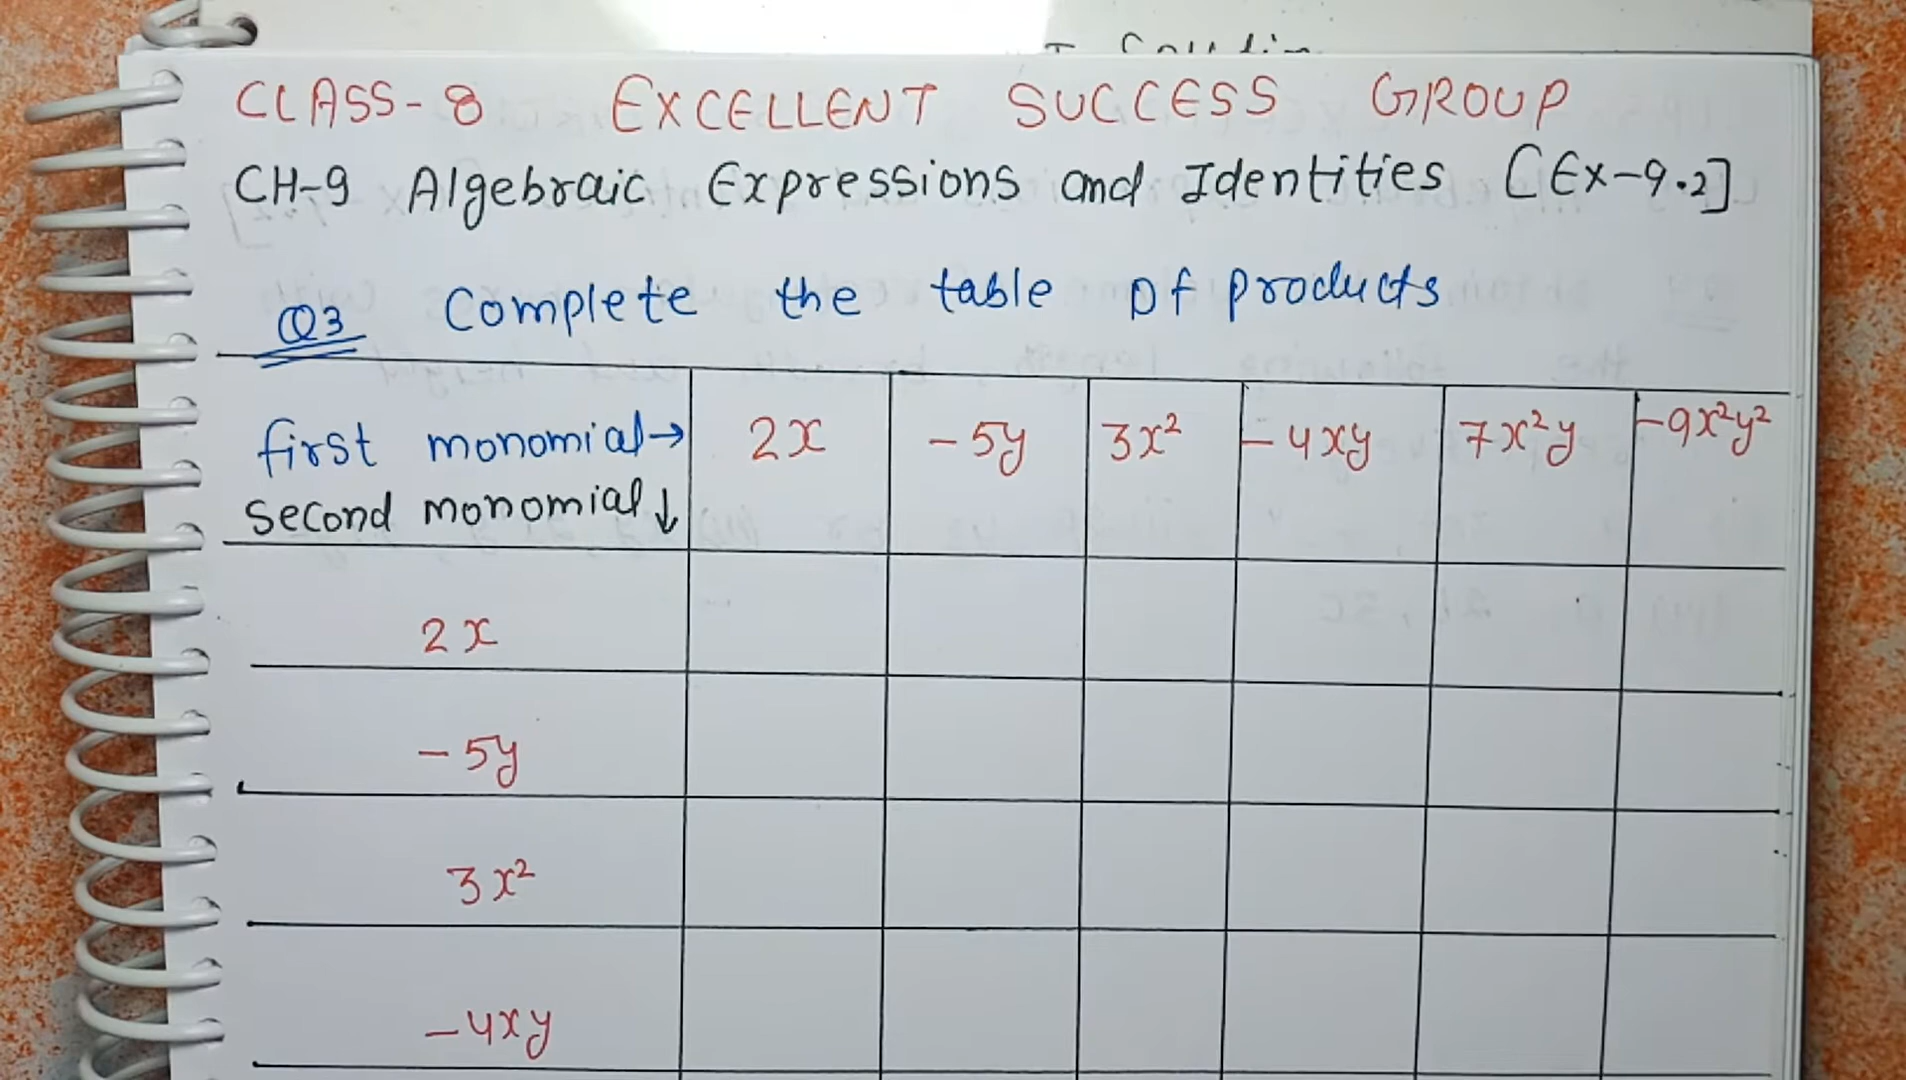 CLASS-8 EXCELLENT SUCCESS GROUP
CH-9 Algebraic Expressions and Identities [Ex-9.2]
Q3 Complete the table of products
first monomial→ 2x -5y 3x² -4xy 7x²y -9x²y²
second monomial↓
2x
-5y
3x²
-4xy